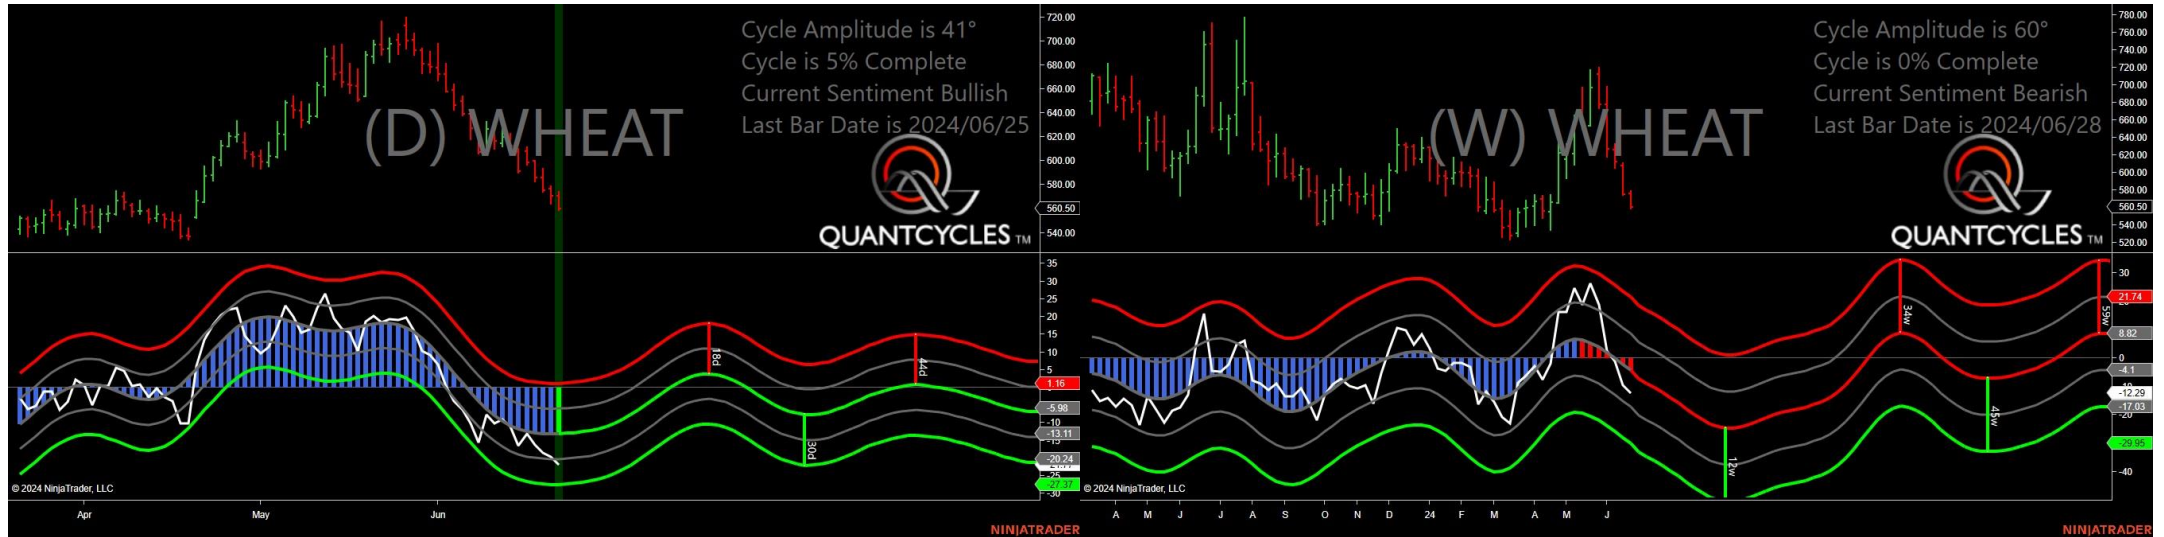 Cycle Amplitude is 41°
Cycle is 5% Complete
Current Sentiment Bullish
Last Bar Date is 2024/06/25
(D) WHEAT
QUANTCYCLES TM
720.00
700.00
680.00
660.00
640.00
620.00
600.00
580.00
560.50
540.00
35
30
25
20
15
10
5
1.16
-5.98
-10
-13.11
-15
-20.24
-25
-27.37
-30
18d
30d
44d
© 2024 NinjaTrader, LLC
Apr
May
Jun
NINJATRADER
Cycle Amplitude is 60°
Cycle is 0% Complete
Current Sentiment Bearish
Last Bar Date is 2024/06/28
(W) WHEAT
QUANTCYCLES TM
780.00
760.00
740.00
720.00
700.00
680.00
660.00
640.00
620.00
600.00
580.00
560.50
540.00
520.00
30
21.74
8.82
0
-4.1
-12.29
-17.03
-20
-29.95
-40
12w
34w
45w
59w
© 2024 NinjaTrader, LLC
A M J J A S O N D 24 F M A M J
NINJATRADER